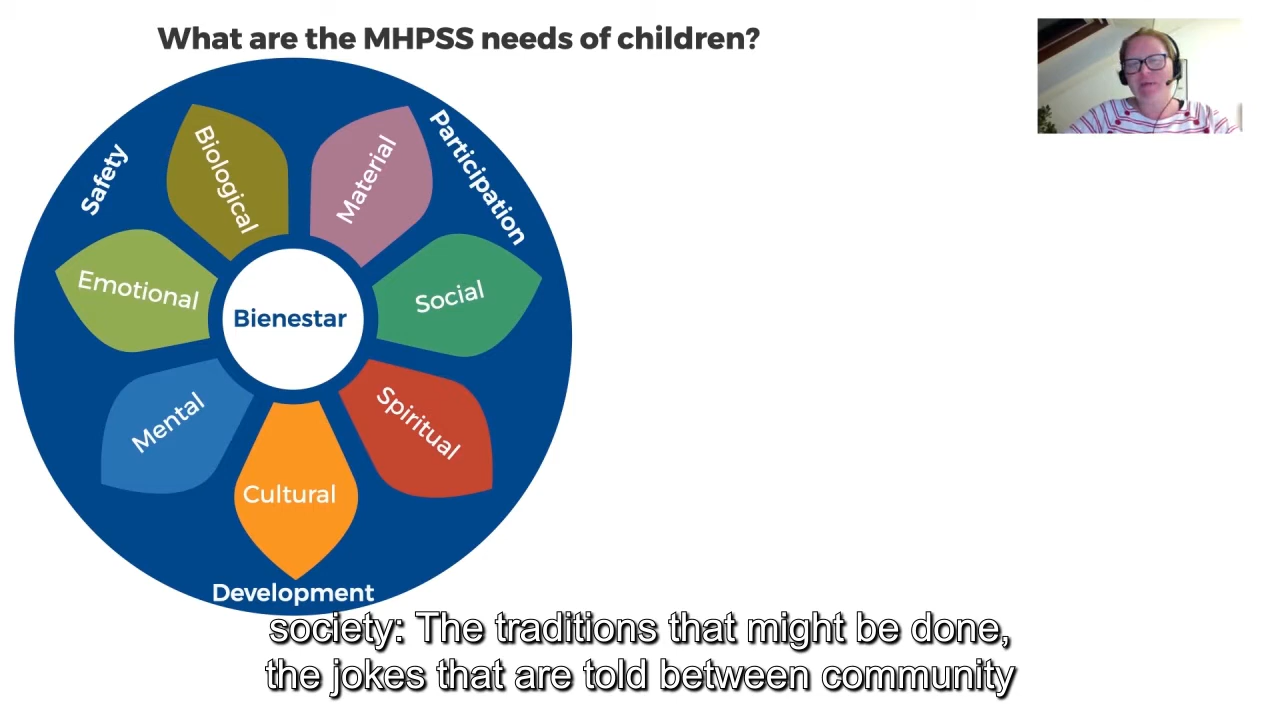 What are the MHPSS needs of children?
Safety
Biological
Material
Participation
Emotional
Social
Bienestar
Mental
Spiritual
Cultural
Development
society: The traditions that might be done,
the jokes that are told between community